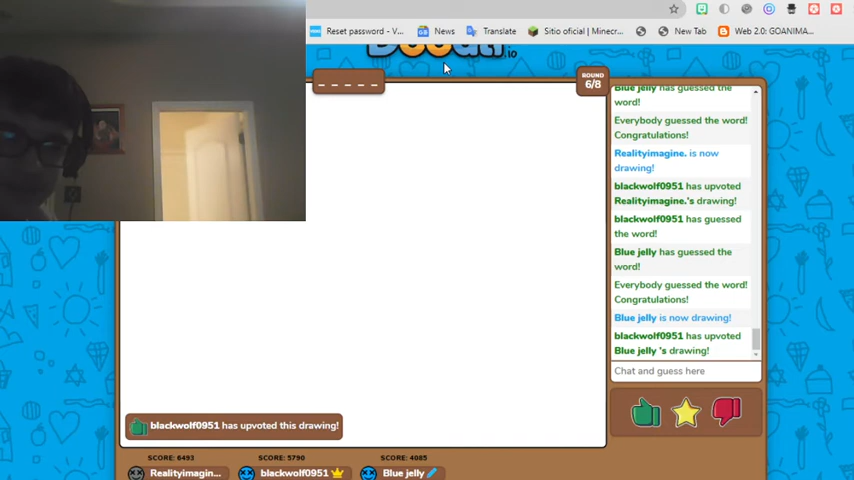 Reset password - V...
News
Translate
Sitio oficial | Minecr...
New Tab
Web 2.0: GOANIMA...
.io
_ _ _ _ _
ROUND
6/8
Blue jelly has guessed the
word!
Everybody guessed the word!
Congratulations!
Realityimagine. is now
drawing!
blackwolf0951 has upvoted
Realityimagine.'s drawing!
blackwolf0951 has guessed
the word!
Blue jelly has guessed the
word!
Everybody guessed the word!
Congratulations!
Blue jelly is now drawing!
blackwolf0951 has upvoted
Blue jelly 's drawing!
Chat and guess here
blackwolf0951 has upvoted this drawing!
SCORE: 6493
Realityimagin...
SCORE: 5790
blackwolf0951
SCORE: 4085
Blue jelly